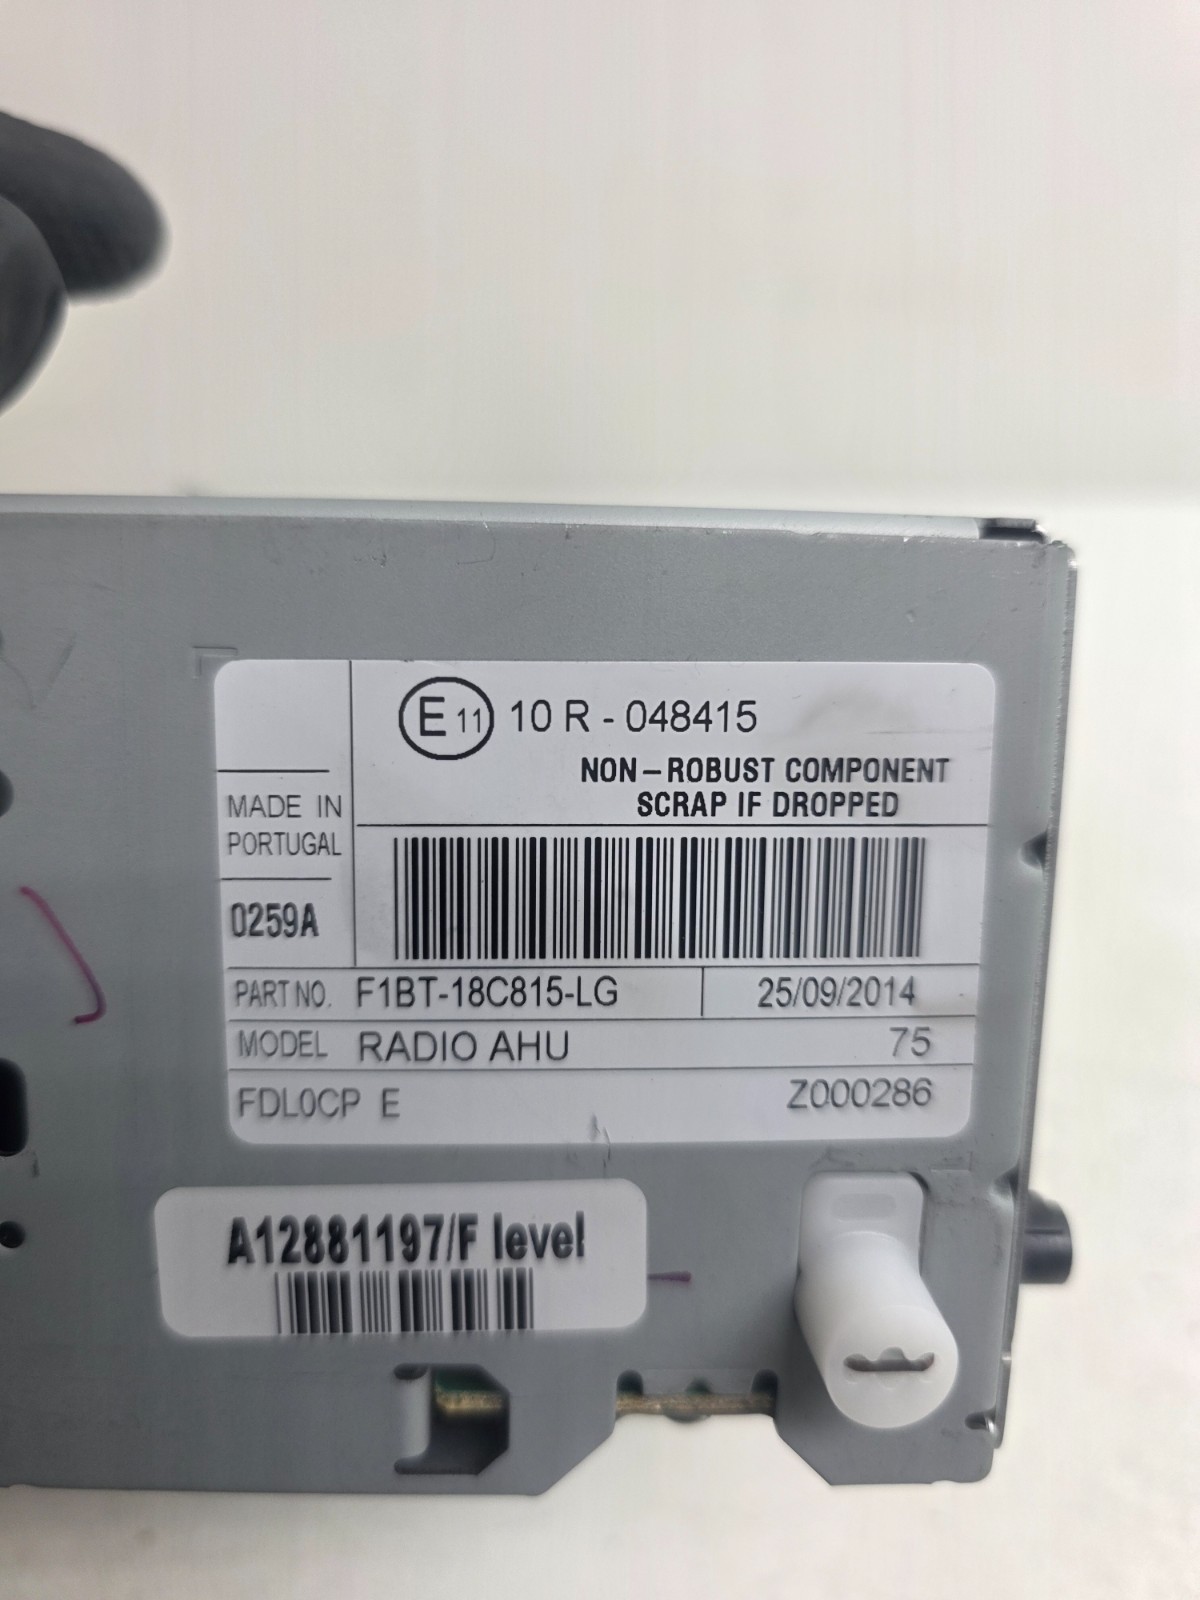 E 11 10 R - 048415
NON-ROBUST COMPONENT
SCRAP IF DROPPED
MADE IN
PORTUGAL
0259A
PART NO. F1BT-18C815-LG 25/09/2014
MODEL RADIO AHU 75
FDL0CP E Z000286
A12881197/F level